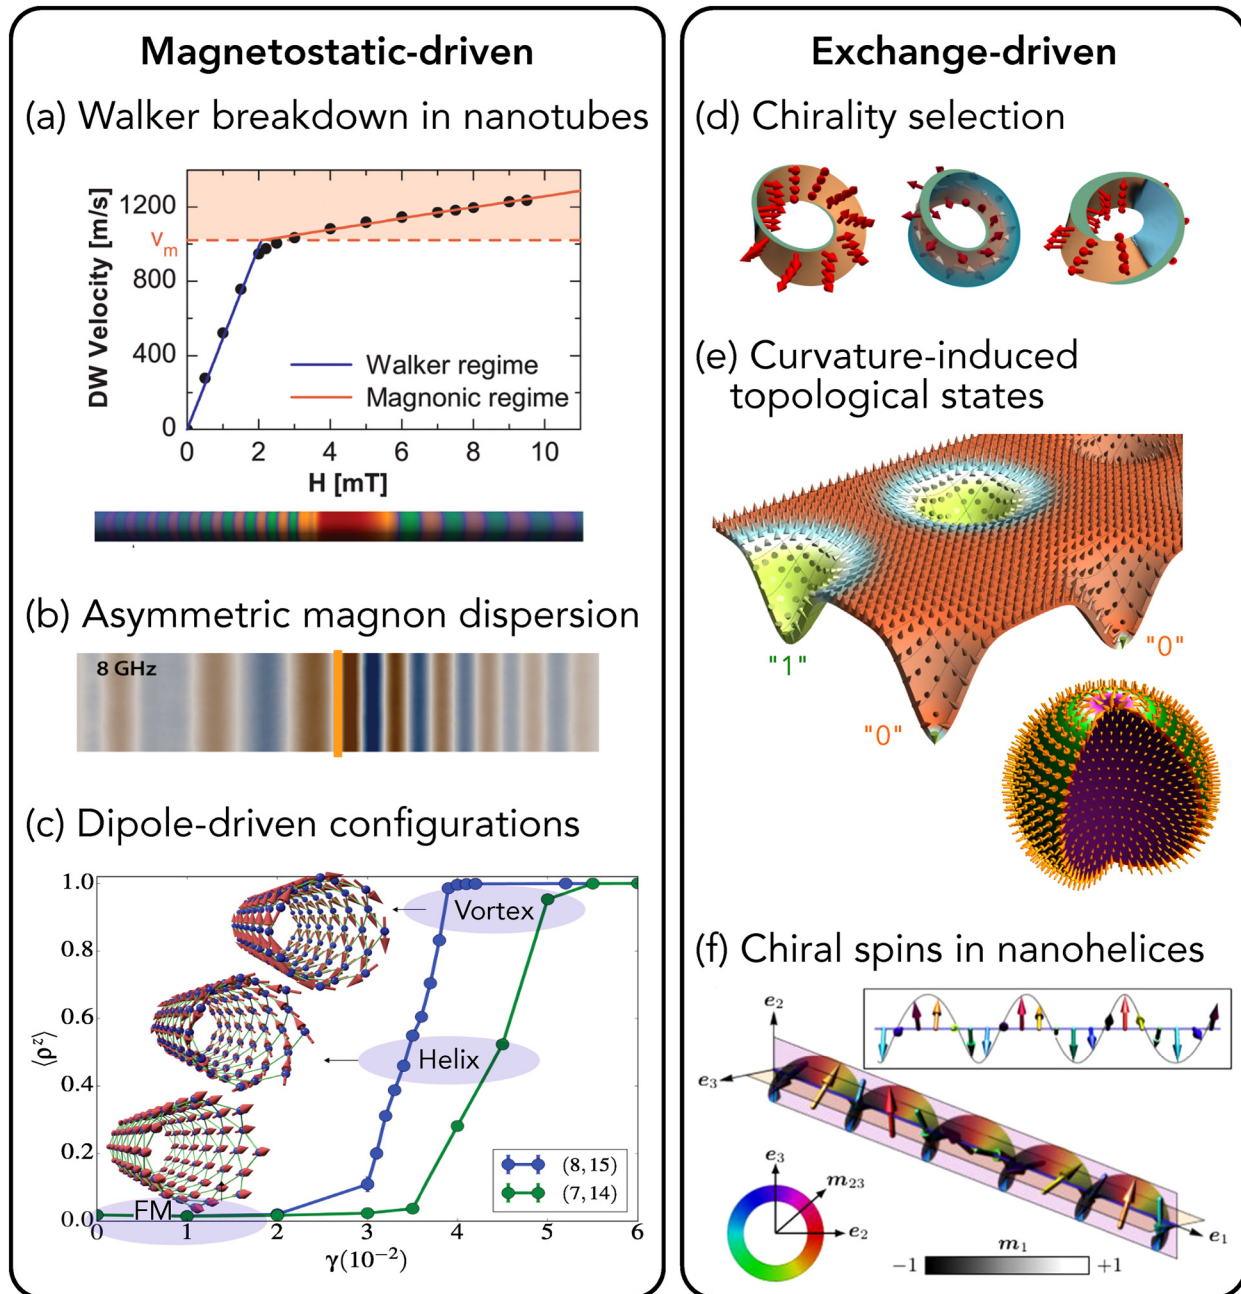 Magnetostatic-driven
(a) Walker breakdown in nanotubes
DW Velocity [m/s]
1200
v_m
800
400
0
Walker regime
Magnonic regime
0 2 4 6 8 10
H [mT]
(b) Asymmetric magnon dispersion
8 GHz
(c) Dipole-driven configurations
⟨ρ^z⟩
1.0
0.8
0.6
0.4
0.2
0.0
Vortex
Helix
FM
(8, 15)
(7, 14)
0 1 2 3 4 5 6
γ(10⁻²)
Exchange-driven
(d) Chirality selection
(e) Curvature-induced
topological states
"1"
"0"
"0"
(f) Chiral spins in nanohelices
e₂
e₃
e₁
e₃
m₂₃
e₂
m₁
−1 +1